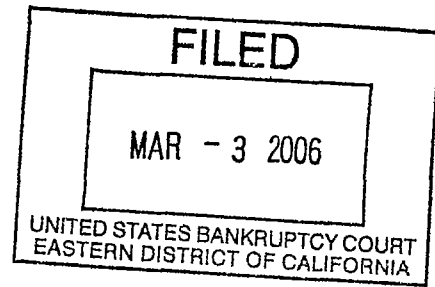 FILED
MAR - 3 2006
UNITED STATES BANKRUPTCY COURT
EASTERN DISTRICT OF CALIFORNIA